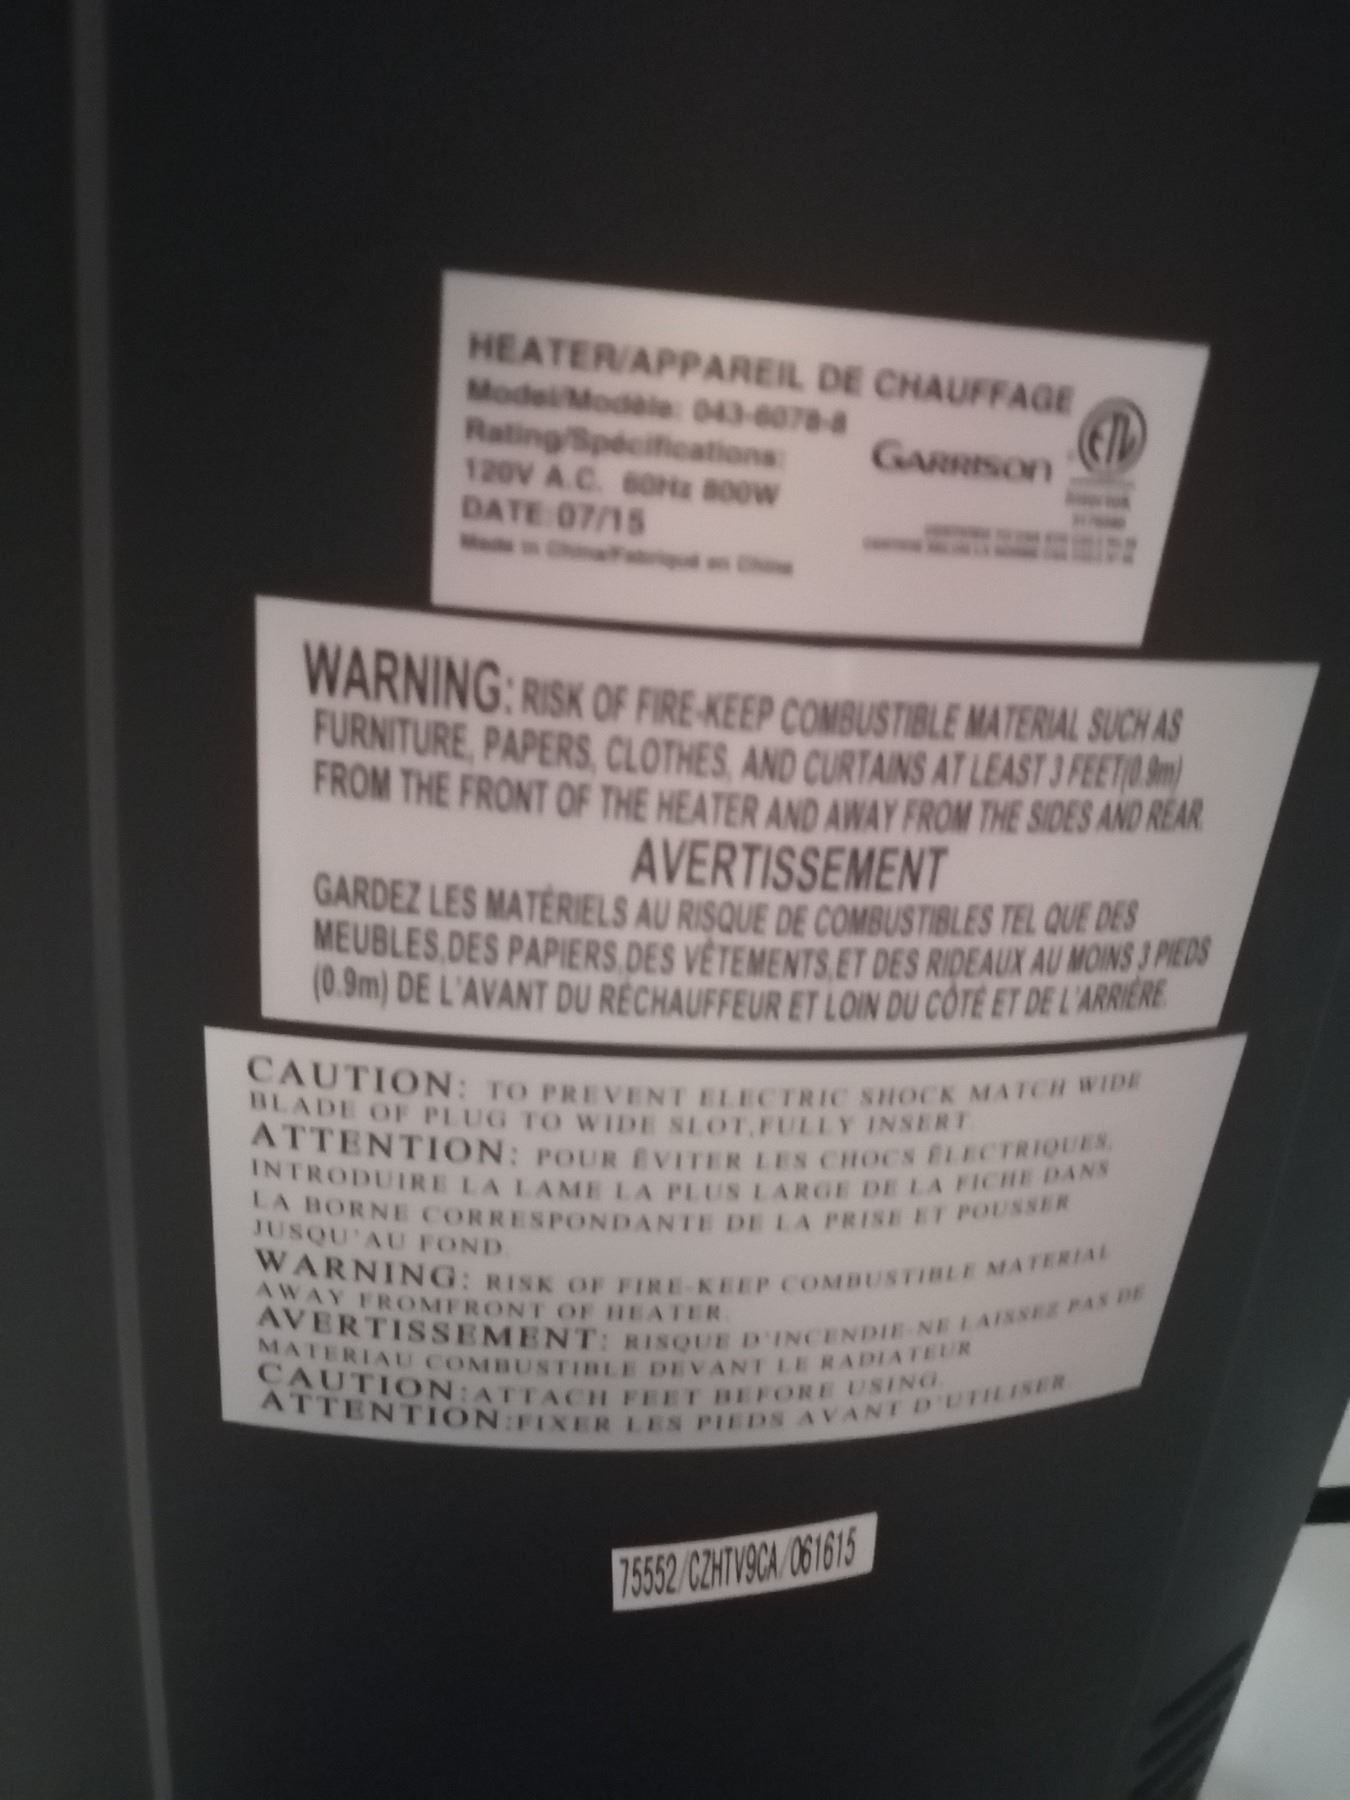 HEATER/APPAREIL DE CHAUFFAGE
Model/Modèle: 043-6078-8
Rating/Spécifications:
GARRISON
ETL
120V A.C. 60Hz 800W
DATE:07/15
Made in China/Fabriqué en Chine
WARNING: RISK OF FIRE-KEEP COMBUSTIBLE MATERIAL SUCH AS
FURNITURE, PAPERS, CLOTHES, AND CURTAINS AT LEAST 3 FEET(0.9m)
FROM THE FRONT OF THE HEATER AND AWAY FROM THE SIDES AND REAR.
AVERTISSEMENT
GARDEZ LES MATÉRIELS AU RISQUE DE COMBUSTIBLES TEL QUE DES
MEUBLES,DES PAPIERS,DES VÊTEMENTS,ET DES RIDEAUX AU MOINS 3 PIEDS
(0.9m) DE L'AVANT DU RÉCHAUFFEUR ET LOIN DU CÔTÉ ET DE L'ARRIÈRE.
CAUTION: TO PREVENT ELECTRIC SHOCK MATCH WIDE
BLADE OF PLUG TO WIDE SLOT,FULLY INSERT.
ATTENTION: POUR ÉVITER LES CHOCS ÉLECTRIQUES,
INTRODUIRE LA LAME LA PLUS LARGE DE LA FICHE DANS
LA BORNE CORRESPONDANTE DE LA PRISE ET POUSSER
JUSQU'AU FOND.
WARNING: RISK OF FIRE-KEEP COMBUSTIBLE MATERIAL
AWAY FROMFRONT OF HEATER.
AVERTISSEMENT: RISQUE D'INCENDIE-NE LAISSEZ PAS DE
MATERIAU COMBUSTIBLE DEVANT LE RADIATEUR
CAUTION:ATTACH FEET BEFORE USING.
ATTENTION:FIXER LES PIEDS AVANT D'UTILISER.
75552/CZHTV9CA/061615